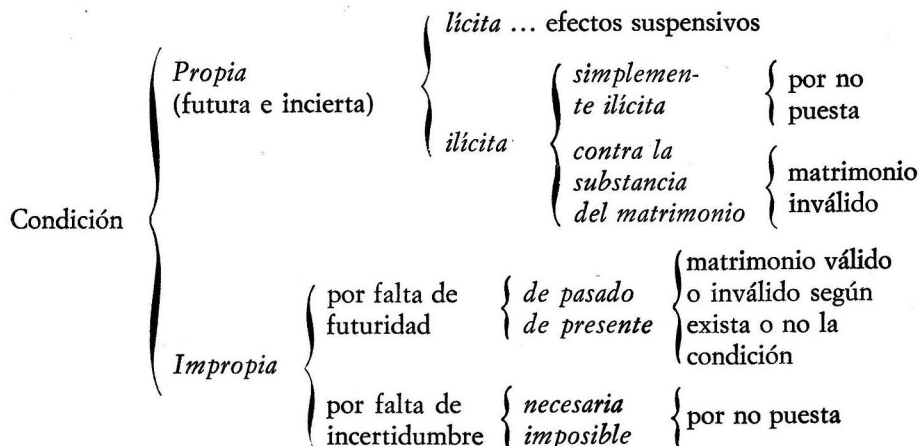 Condición
Propia
(futura e incierta)
lícita ... efectos suspensivos
ilícita
simplemen-
te ilícita
por no
puesta
contra la
substancia
del matrimonio
matrimonio
inválido
Impropia
por falta de
futuridad
de pasado
de presente
matrimonio válido
o inválido según
exista o no la
condición
por falta de
incertidumbre
necesaria
imposible
por no puesta